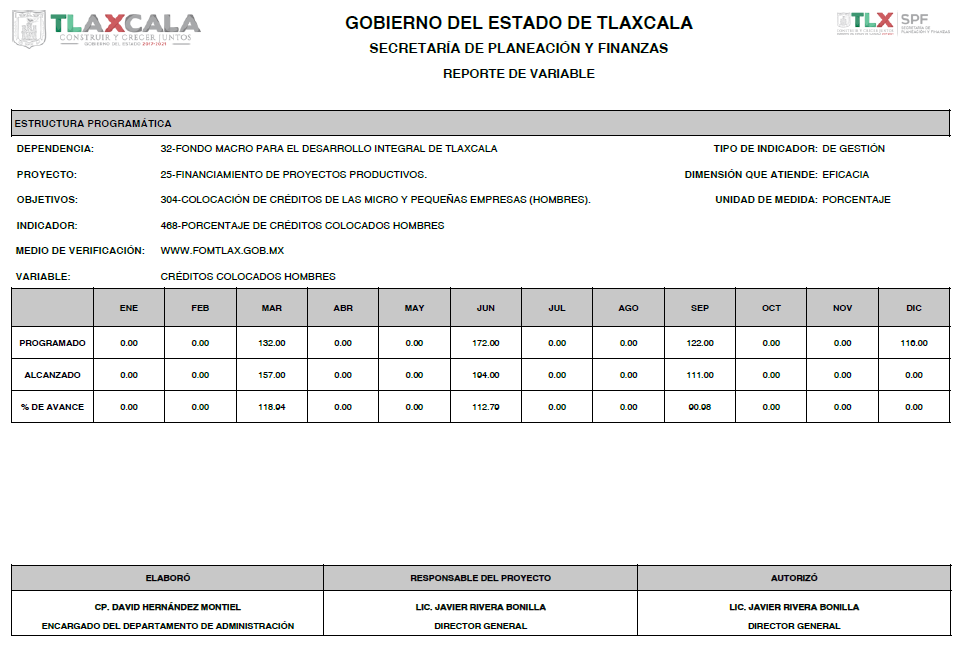 TLAXCALA
CONSTRUIR Y CRECER JUNTOS
GOBIERNO DEL ESTADO 2017-2021
GOBIERNO DEL ESTADO DE TLAXCALA
SECRETARÍA DE PLANEACIÓN Y FINANZAS
REPORTE DE VARIABLE
TLX SPF
SECRETARÍA DE
PLANEACIÓN Y FINANZAS
ESTRUCTURA PROGRAMÁTICA
DEPENDENCIA: 32-FONDO MACRO PARA EL DESARROLLO INTEGRAL DE TLAXCALA TIPO DE INDICADOR: DE GESTIÓN
PROYECTO: 25-FINANCIAMIENTO DE PROYECTOS PRODUCTIVOS. DIMENSIÓN QUE ATIENDE: EFICACIA
OBJETIVOS: 304-COLOCACIÓN DE CRÉDITOS DE LAS MICRO Y PEQUEÑAS EMPRESAS (HOMBRES). UNIDAD DE MEDIDA: PORCENTAJE
INDICADOR: 468-PORCENTAJE DE CRÉDITOS COLOCADOS HOMBRES
MEDIO DE VERIFICACIÓN: WWW.FOMTLAX.GOB.MX
VARIABLE: CRÉDITOS COLOCADOS HOMBRES
ENE FEB MAR ABR MAY JUN JUL AGO SEP OCT NOV DIC
PROGRAMADO 0.00 0.00 132.00 0.00 0.00 172.00 0.00 0.00 122.00 0.00 0.00 116.00
ALCANZADO 0.00 0.00 157.00 0.00 0.00 194.00 0.00 0.00 111.00 0.00 0.00 0.00
% DE AVANCE 0.00 0.00 118.94 0.00 0.00 112.79 0.00 0.00 90.98 0.00 0.00 0.00
ELABORÓ RESPONSABLE DEL PROYECTO AUTORIZÓ
CP. DAVID HERNÁNDEZ MONTIEL LIC. JAVIER RIVERA BONILLA LIC. JAVIER RIVERA BONILLA
ENCARGADO DEL DEPARTAMENTO DE ADMINISTRACIÓN DIRECTOR GENERAL DIRECTOR GENERAL